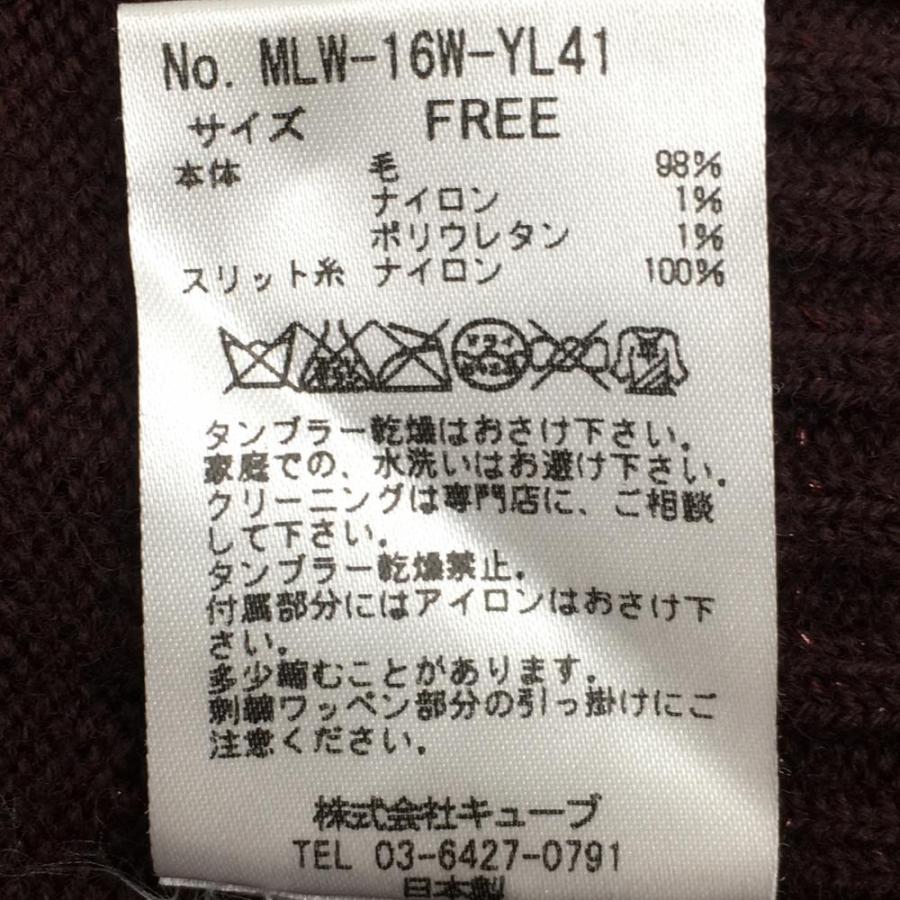 No. MLW-16W-YL41
サイズ FREE
本体 毛 98%
ナイロン 1%
ポリウレタン 1%
スリット糸 ナイロン 100%
ドライ
タンブラー乾燥はおさけ下さい。
家庭での、水洗いはお避け下さい。
クリーニングは専門店に、ご相談
して下さい。
タンブラー乾燥禁止。
付属部分にはアイロンはおさけ下
さい。
多少縮むことがあります。
刺繍ワッペン部分の引っ掛けにご
注意ください。
株式会社キューブ
TEL 03-6427-0791
日本製